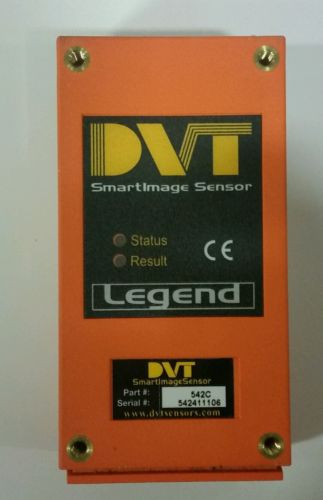 DVT
SmartImage Sensor
Status
CE
Result
Legend
DVT
SmartImageSensor
Part #: 542C
Serial #: 542411106
www.dvtsensors.com